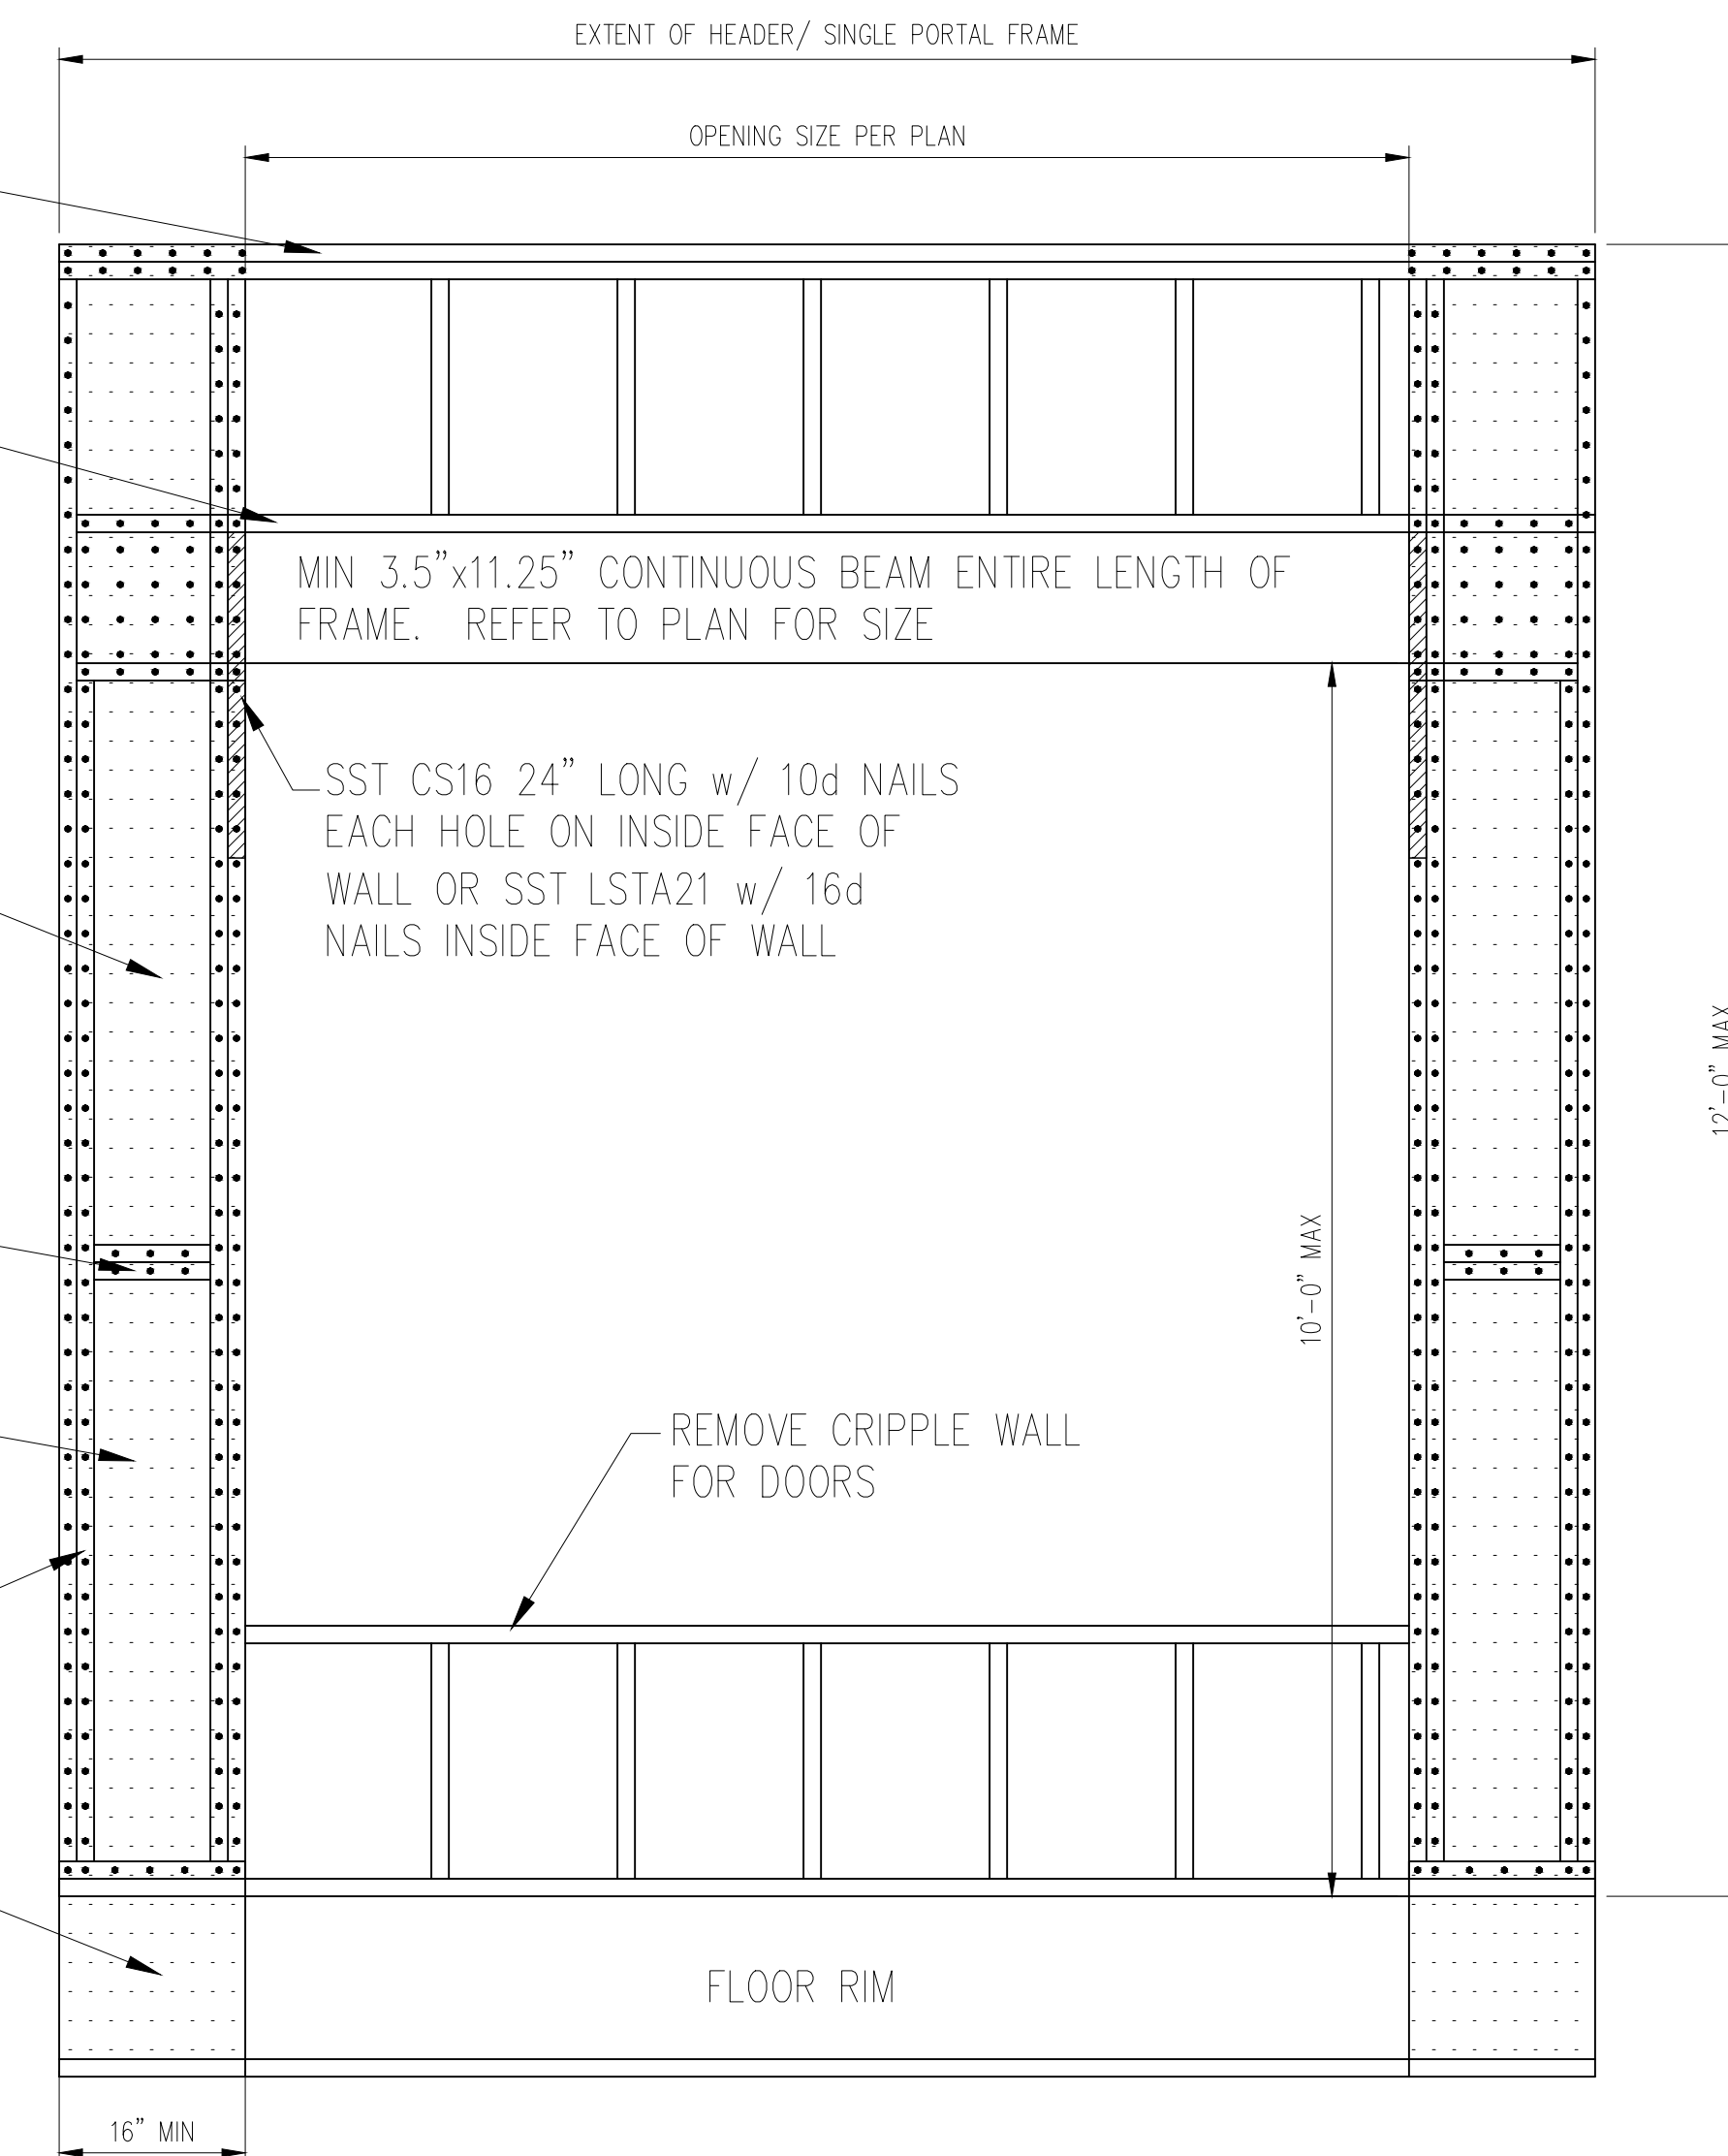 EXTENT OF HEADER/ SINGLE PORTAL FRAME
OPENING SIZE PER PLAN
MIN 3.5”x11.25” CONTINUOUS BEAM ENTIRE LENGTH OF
FRAME. REFER TO PLAN FOR SIZE
SST CS16 24” LONG w/ 10d NAILS
EACH HOLE ON INSIDE FACE OF
WALL OR SST LSTA21 w/ 16d
NAILS INSIDE FACE OF WALL
12’-0” MAX
10’-0” MAX
REMOVE CRIPPLE WALL
FOR DOORS
FLOOR RIM
16” MIN